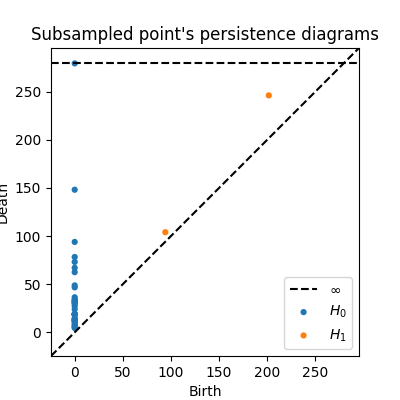 Subsampled point's persistence diagrams
Death
250
200
150
100
50
0
0 50 100 150 200 250
Birth
∞
H₀
H₁